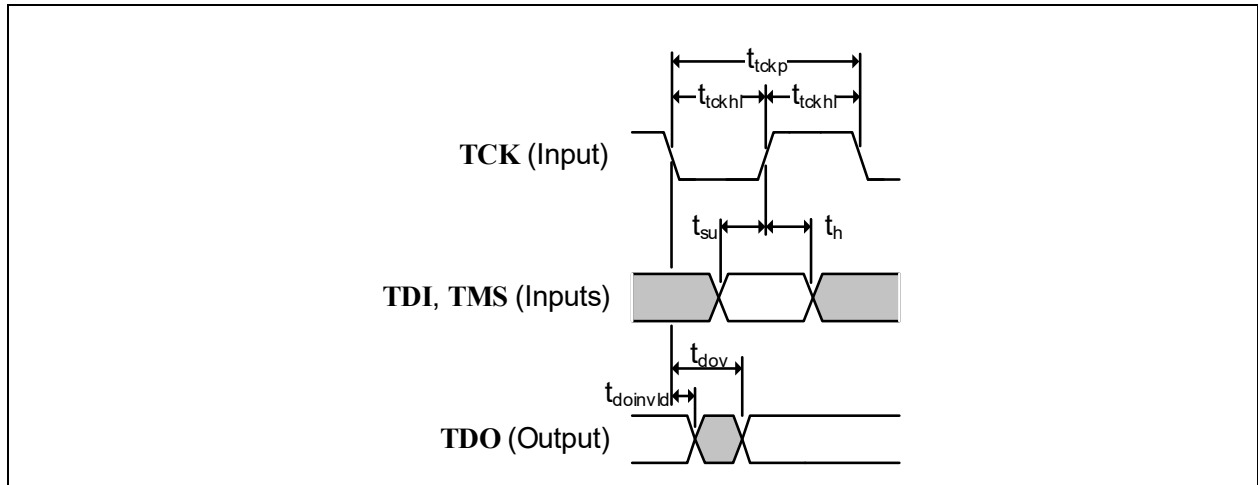 t_tckp
t_tckhl t_tckhl
TCK (Input)
t_su t_h
TDI, TMS (Inputs)
t_dov
t_doinvld
TDO (Output)